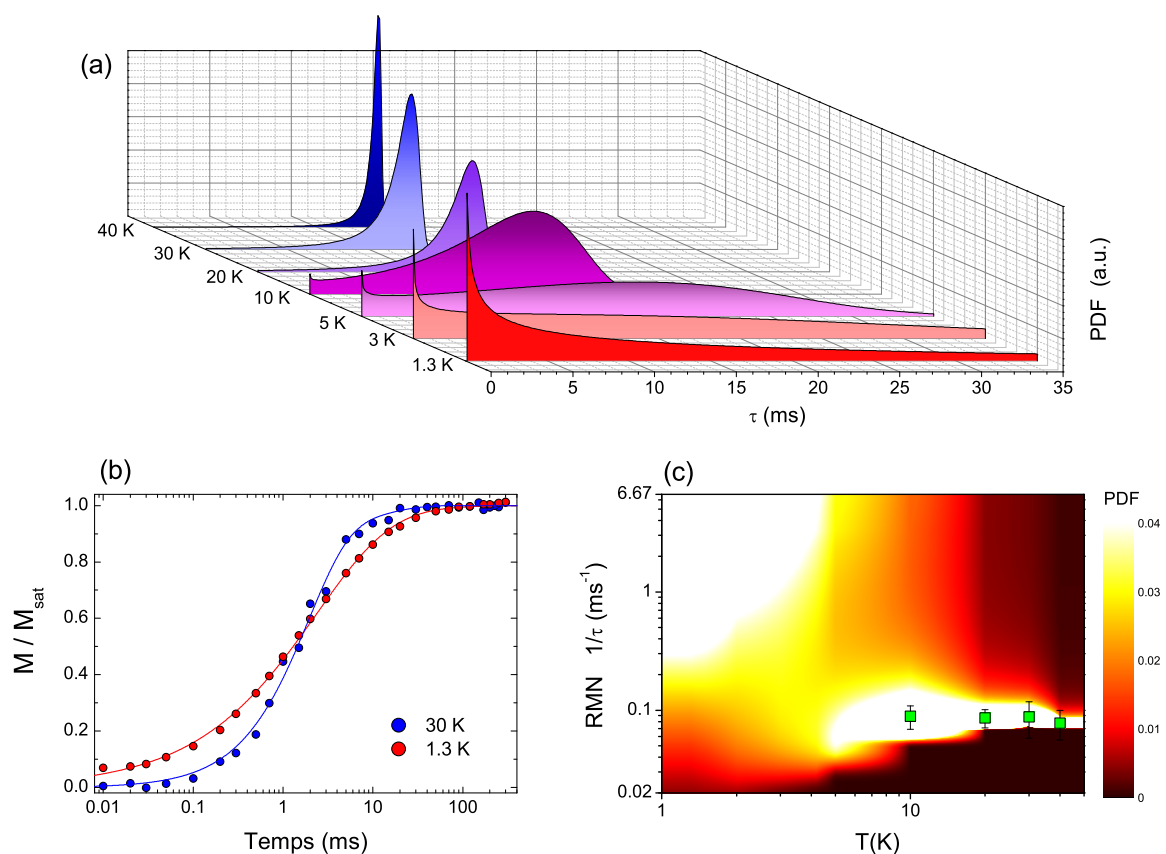 (a)
40 K
30 K
20 K
10 K
5 K
3 K
1.3 K
0 5 10 15 20 25 30 35
τ (ms)
PDF (a.u.)
(b)
1.0
0.8
0.6
0.4
0.2
0.0
M / Msat
30 K
1.3 K
0.01 0.1 1 10 100
Temps (ms)
(c)
6.67
1
0.1
0.02
RMN 1/τ (ms-1)
1 10
T(K)
PDF
0.04
0.03
0.02
0.01
0